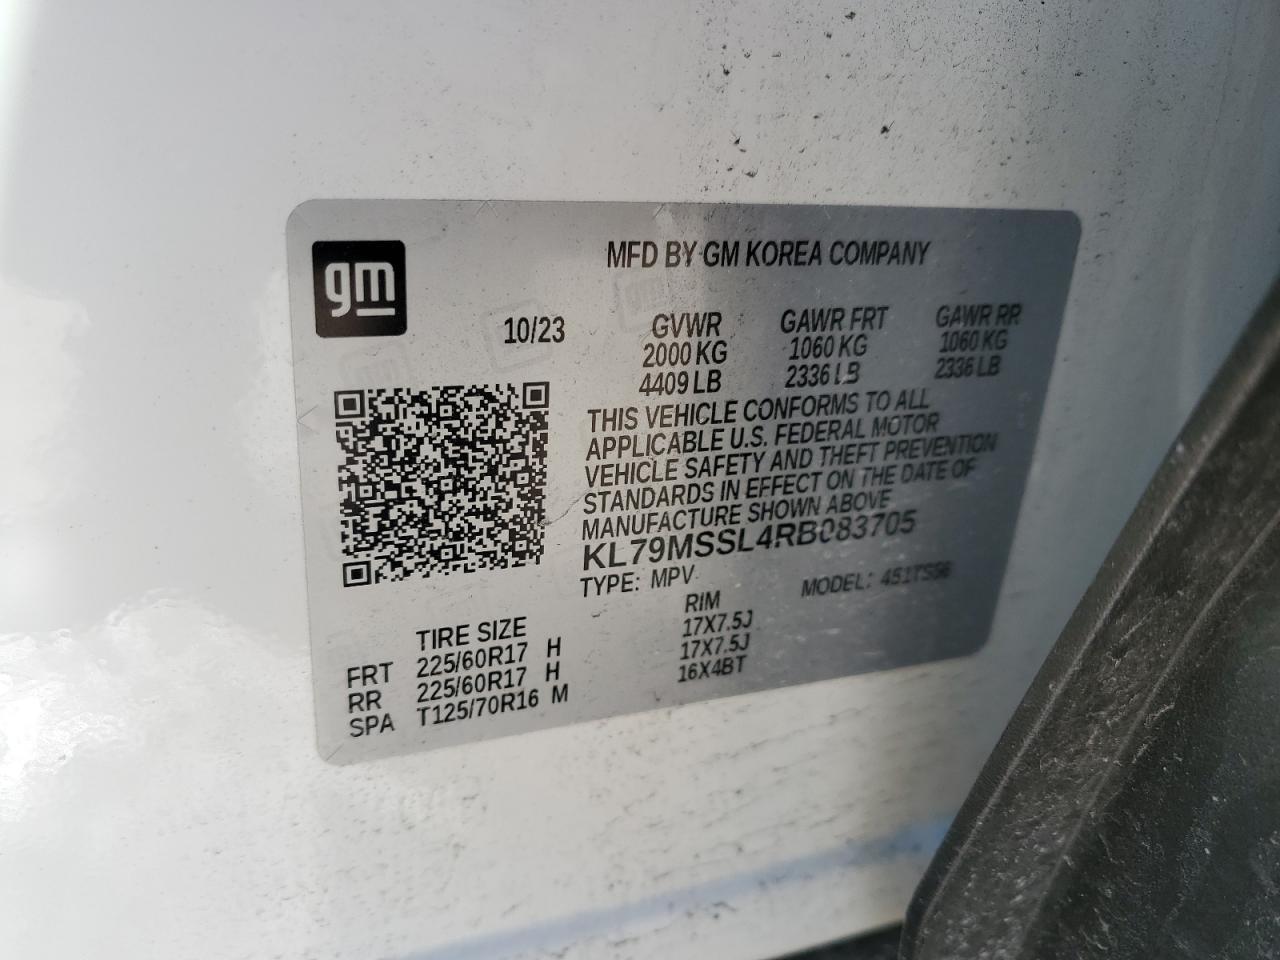 gm
MFD BY GM KOREA COMPANY
10/23 GVWR GAWR FRT GAWR RR
2000 KG 1060 KG 1060 KG
4409 LB 2336 LB 2336 LB
THIS VEHICLE CONFORMS TO ALL
APPLICABLE U.S. FEDERAL MOTOR
VEHICLE SAFETY AND THEFT PREVENTION
STANDARDS IN EFFECT ON THE DATE OF
MANUFACTURE SHOWN ABOVE
KL79MSSL4RB083705
TYPE: MPV MODEL: 451TS56
TIRE SIZE RIM
FRT 225/60R17 H 17X7.5J
RR 225/60R17 H 17X7.5J
SPA T125/70R16 M 16X4BT